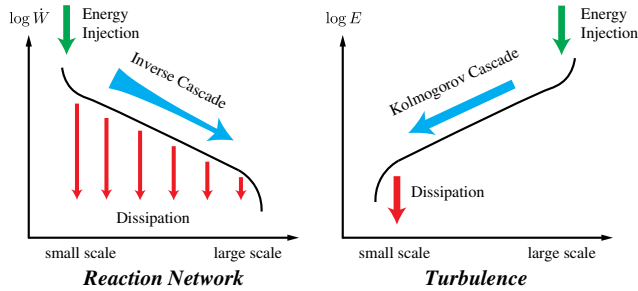 log Ẇ
Energy
Injection
Inverse Cascade
Dissipation
small scale
large scale
Reaction Network
log E
Energy
Injection
Kolmogorov Cascade
Dissipation
small scale
large scale
Turbulence